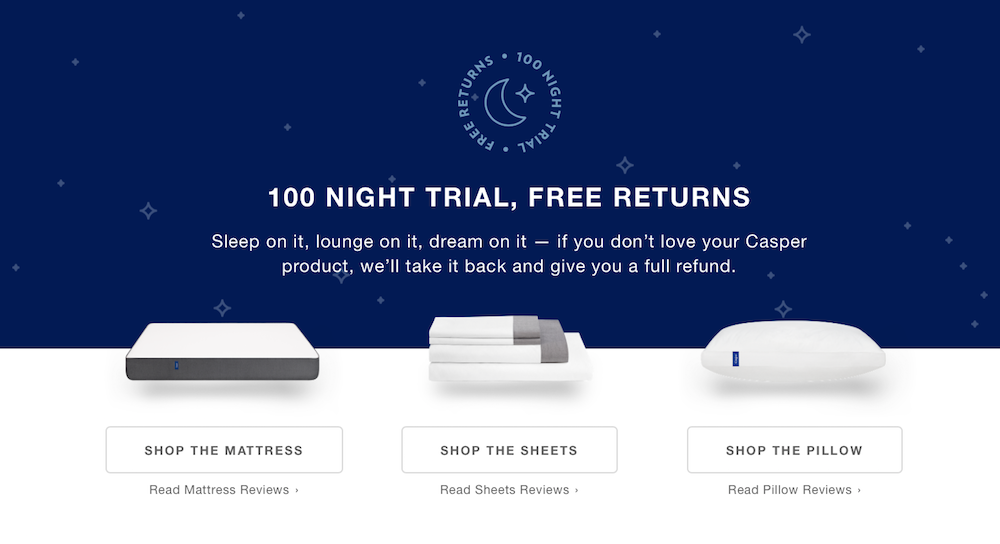 100 NIGHT TRIAL • FREE RETURNS •
100 NIGHT TRIAL, FREE RETURNS
Sleep on it, lounge on it, dream on it — if you don’t love your Casper
product, we’ll take it back and give you a full refund.
SHOP THE MATTRESS
SHOP THE SHEETS
SHOP THE PILLOW
Read Mattress Reviews ›
Read Sheets Reviews ›
Read Pillow Reviews ›